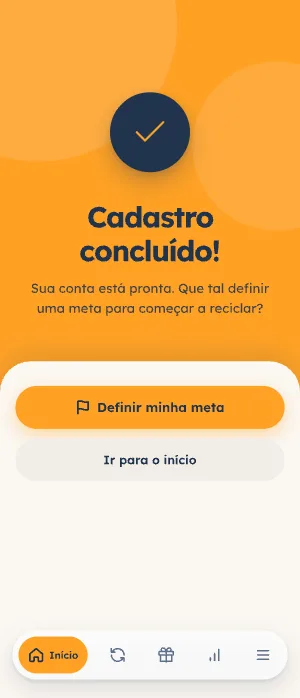 Cadastro
concluído!
Sua conta está pronta. Que tal definir
uma meta para começar a reciclar?
Definir minha meta
Ir para o início
Início